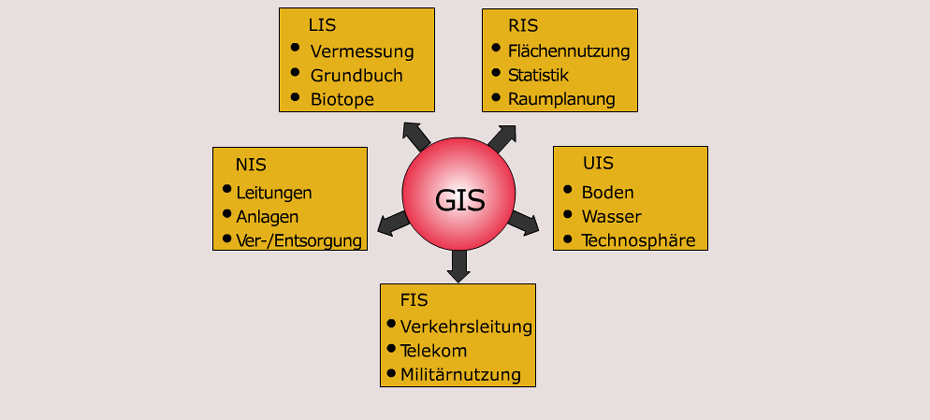 LIS
• Vermessung
• Grundbuch
• Biotope
RIS
• Flächennutzung
• Statistik
• Raumplanung
NIS
• Leitungen
• Anlagen
• Ver-/Entsorgung
GIS
UIS
• Boden
• Wasser
• Technosphäre
FIS
• Verkehrsleitung
• Telekom
• Militärnutzung